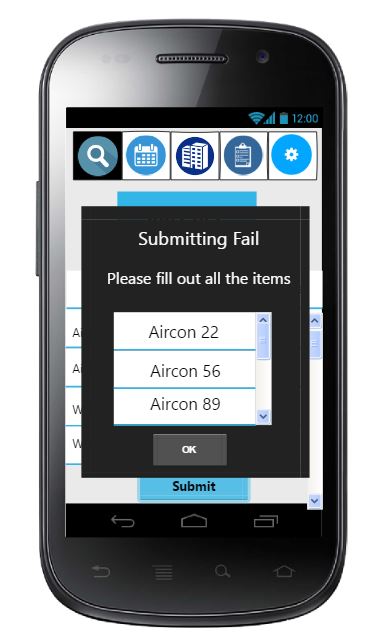 12:00
Submitting Fail
Please fill out all the items
Aircon 22
Aircon 56
Aircon 89
OK
Submit